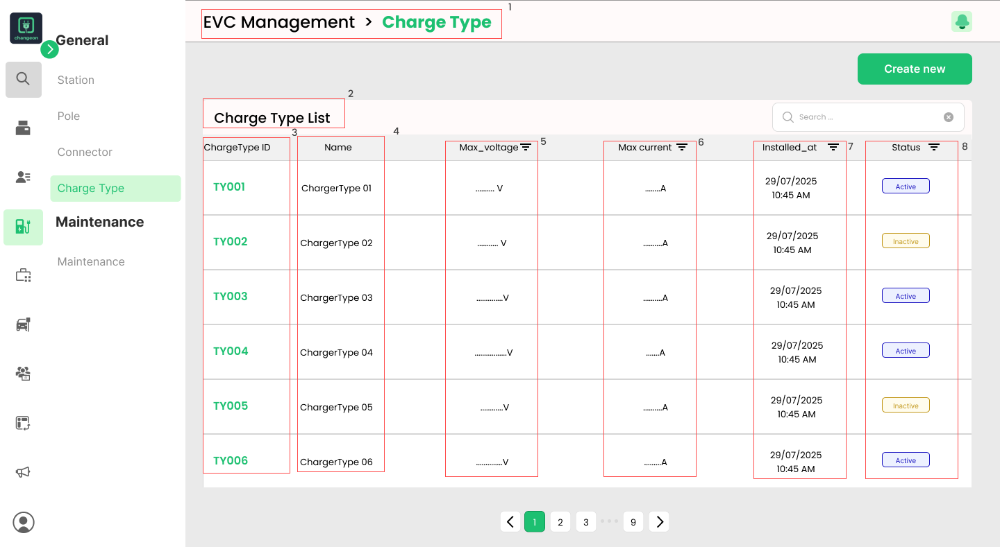 changeon
General
Station
Pole
Connector
Charge Type
Maintenance
Maintenance
EVC Management > Charge Type
1
Create new
2
Charge Type List
Search ...
3
4
5
6
7
8
ChargeType ID Name Max_voltage Max current Installed_at Status
TY001 ChargerType 01 .......... V ........A 29/07/2025 10:45 AM Active
TY002 ChargerType 02 ........... V ..........A 29/07/2025 10:45 AM Inactive
TY003 ChargerType 03 ..............V ..........A 29/07/2025 10:45 AM Active
TY004 ChargerType 04 .................V .......A 29/07/2025 10:45 AM Active
TY005 ChargerType 05 ............V ..........A 29/07/2025 10:45 AM Inactive
TY006 ChargerType 06 ..............V .........A 29/07/2025 10:45 AM Active
1 2 3 ... 9